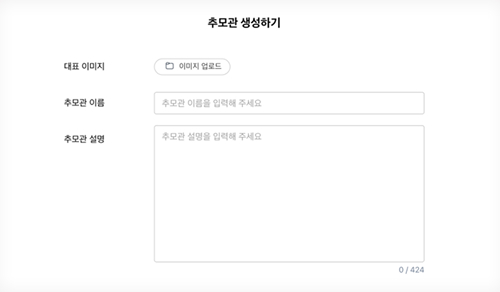 추모관 생성하기
대표 이미지
이미지 업로드
추모관 이름
추모관 이름을 입력해 주세요
추모관 설명
추모관 설명을 입력해 주세요
0 / 424